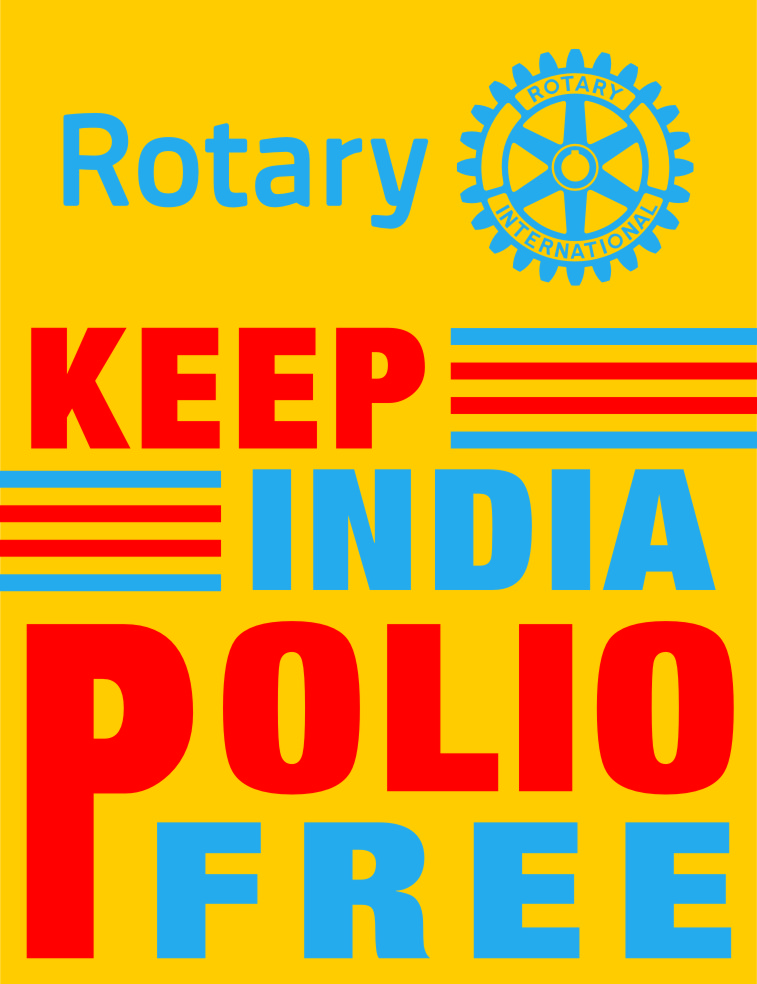 Rotary
ROTARY
INTERNATIONAL
KEEP
INDIA
POLIO
FREE